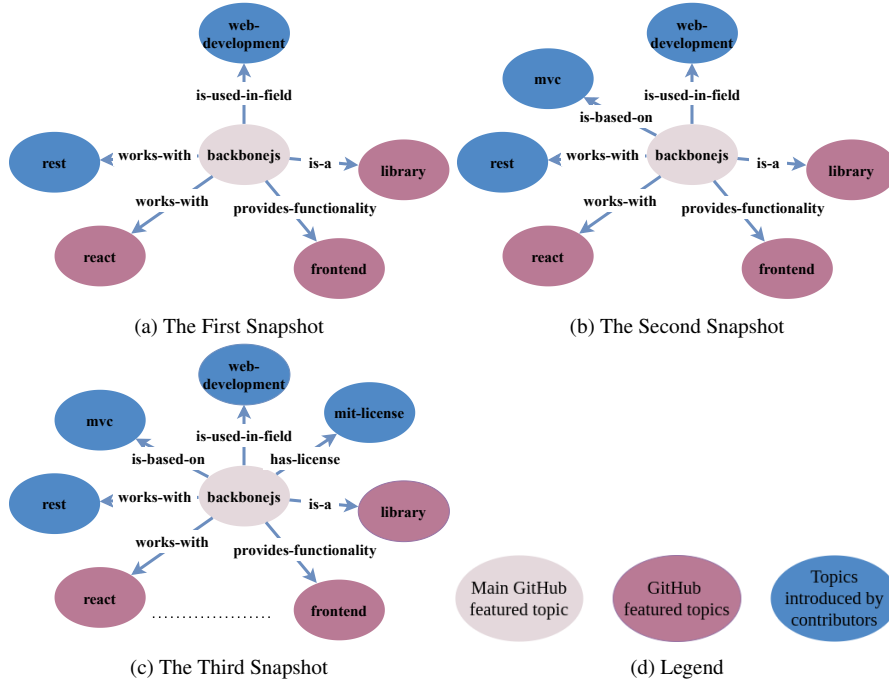 web-
development
is-used-in-field
rest
works-with
backbonejs
is-a
library
works-with
provides-functionality
react
frontend
(a) The First Snapshot
web-
development
mvc
is-used-in-field
is-based-on
rest
works-with
backbonejs
is-a
library
works-with
provides-functionality
react
frontend
(b) The Second Snapshot
web-
development
mvc
mit-license
is-used-in-field
is-based-on
has-license
rest
works-with
backbonejs
is-a
library
works-with
provides-functionality
react
.....................
frontend
(c) The Third Snapshot
Main GitHub
featured topic
GitHub
featured topics
Topics
introduced by
contributors
(d) Legend